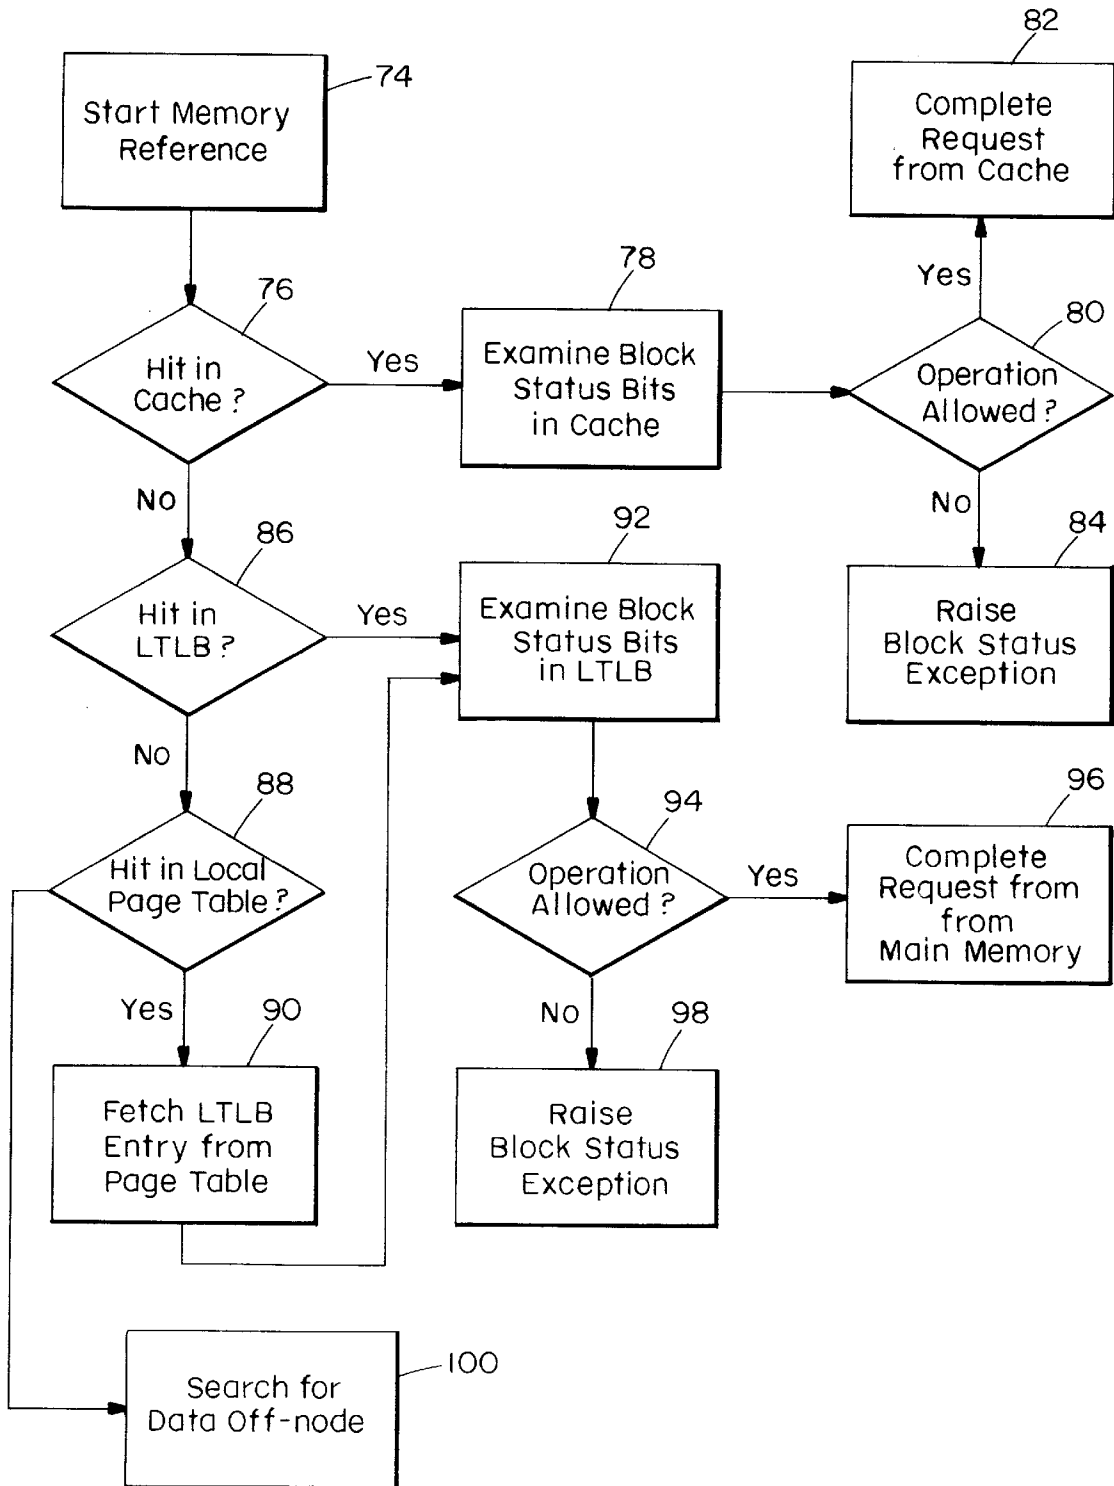 74
Start Memory
Reference
82
Complete
Request
from Cache
Yes
76
Hit in
Cache?
Yes
78
Examine Block
Status Bits
in Cache
80
Operation
Allowed?
No
No
84
Raise
Block Status
Exception
86
Hit in
LTLB?
Yes
92
Examine Block
Status Bits
in LTLB
No
88
Hit in Local
Page Table?
94
Operation
Allowed?
Yes
96
Complete
Request from
from
Main Memory
Yes
90
Fetch LTLB
Entry from
Page Table
No
98
Raise
Block Status
Exception
100
Search for
Data Off-node